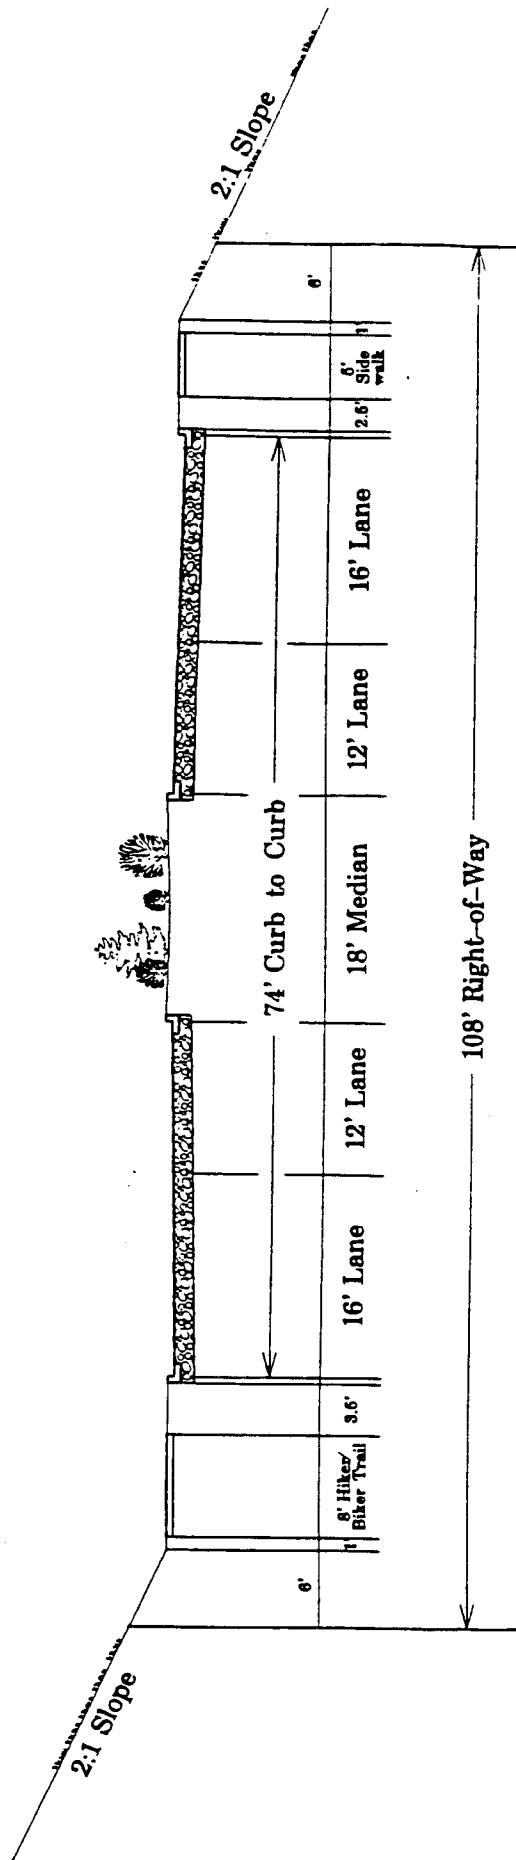 2:1 Slope
2:1 Slope
74' Curb to Curb
6'
1'
8' Hiker/
Biker Trail
3.5'
16' Lane
12' Lane
18' Median
12' Lane
16' Lane
2.5'
5'
Side
walk
1'
6'
108' Right-of-Way